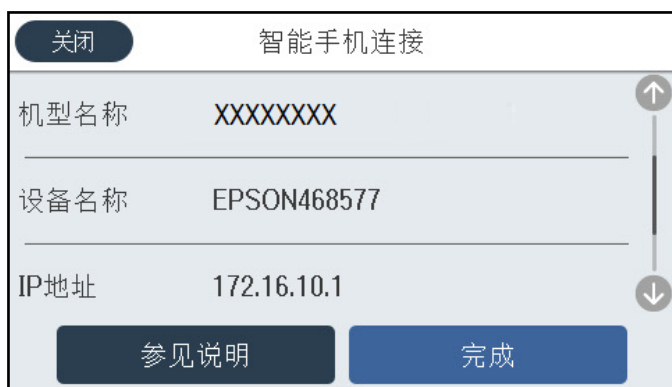 关闭 智能手机连接
机型名称 XXXXXXXX
设备名称 EPSON468577
IP地址 172.16.10.1
参见说明 完成